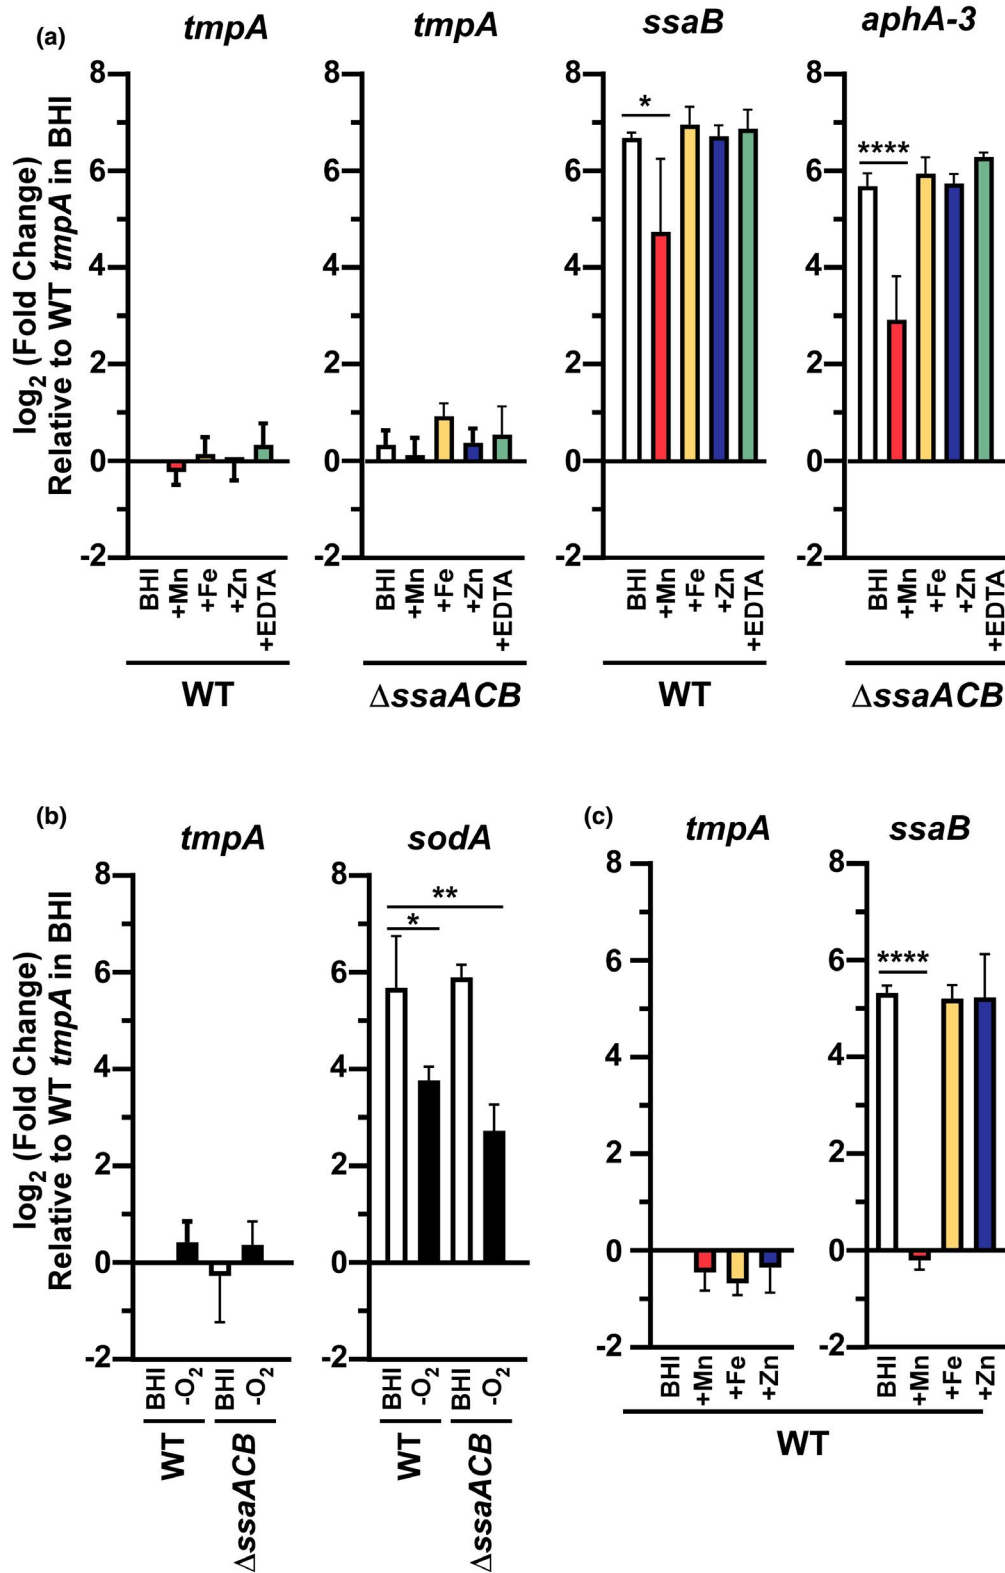 (a)
tmpA
tmpA
ssaB
aphA-3
log2 (Fold Change)
Relative to WT tmpA in BHI
8
6
4
2
0
-2
BHI
+Mn
+Fe
+Zn
+EDTA
WT
8
6
4
2
0
-2
BHI
+Mn
+Fe
+Zn
+EDTA
ΔssaACB
8
6
4
2
0
-2
*
BHI
+Mn
+Fe
+Zn
+EDTA
WT
8
6
4
2
0
-2
****
BHI
+Mn
+Fe
+Zn
+EDTA
ΔssaACB
(b)
tmpA
sodA
log2 (Fold Change)
Relative to WT tmpA in BHI
8
6
4
2
0
-2
BHI
-O2
BHI
-O2
WT
ΔssaACB
8
6
4
2
0
-2
**
*
BHI
-O2
BHI
-O2
WT
ΔssaACB
(c)
tmpA
ssaB
8
6
4
2
0
-2
BHI
+Mn
+Fe
+Zn
8
6
4
2
0
-2
****
BHI
+Mn
+Fe
+Zn
WT